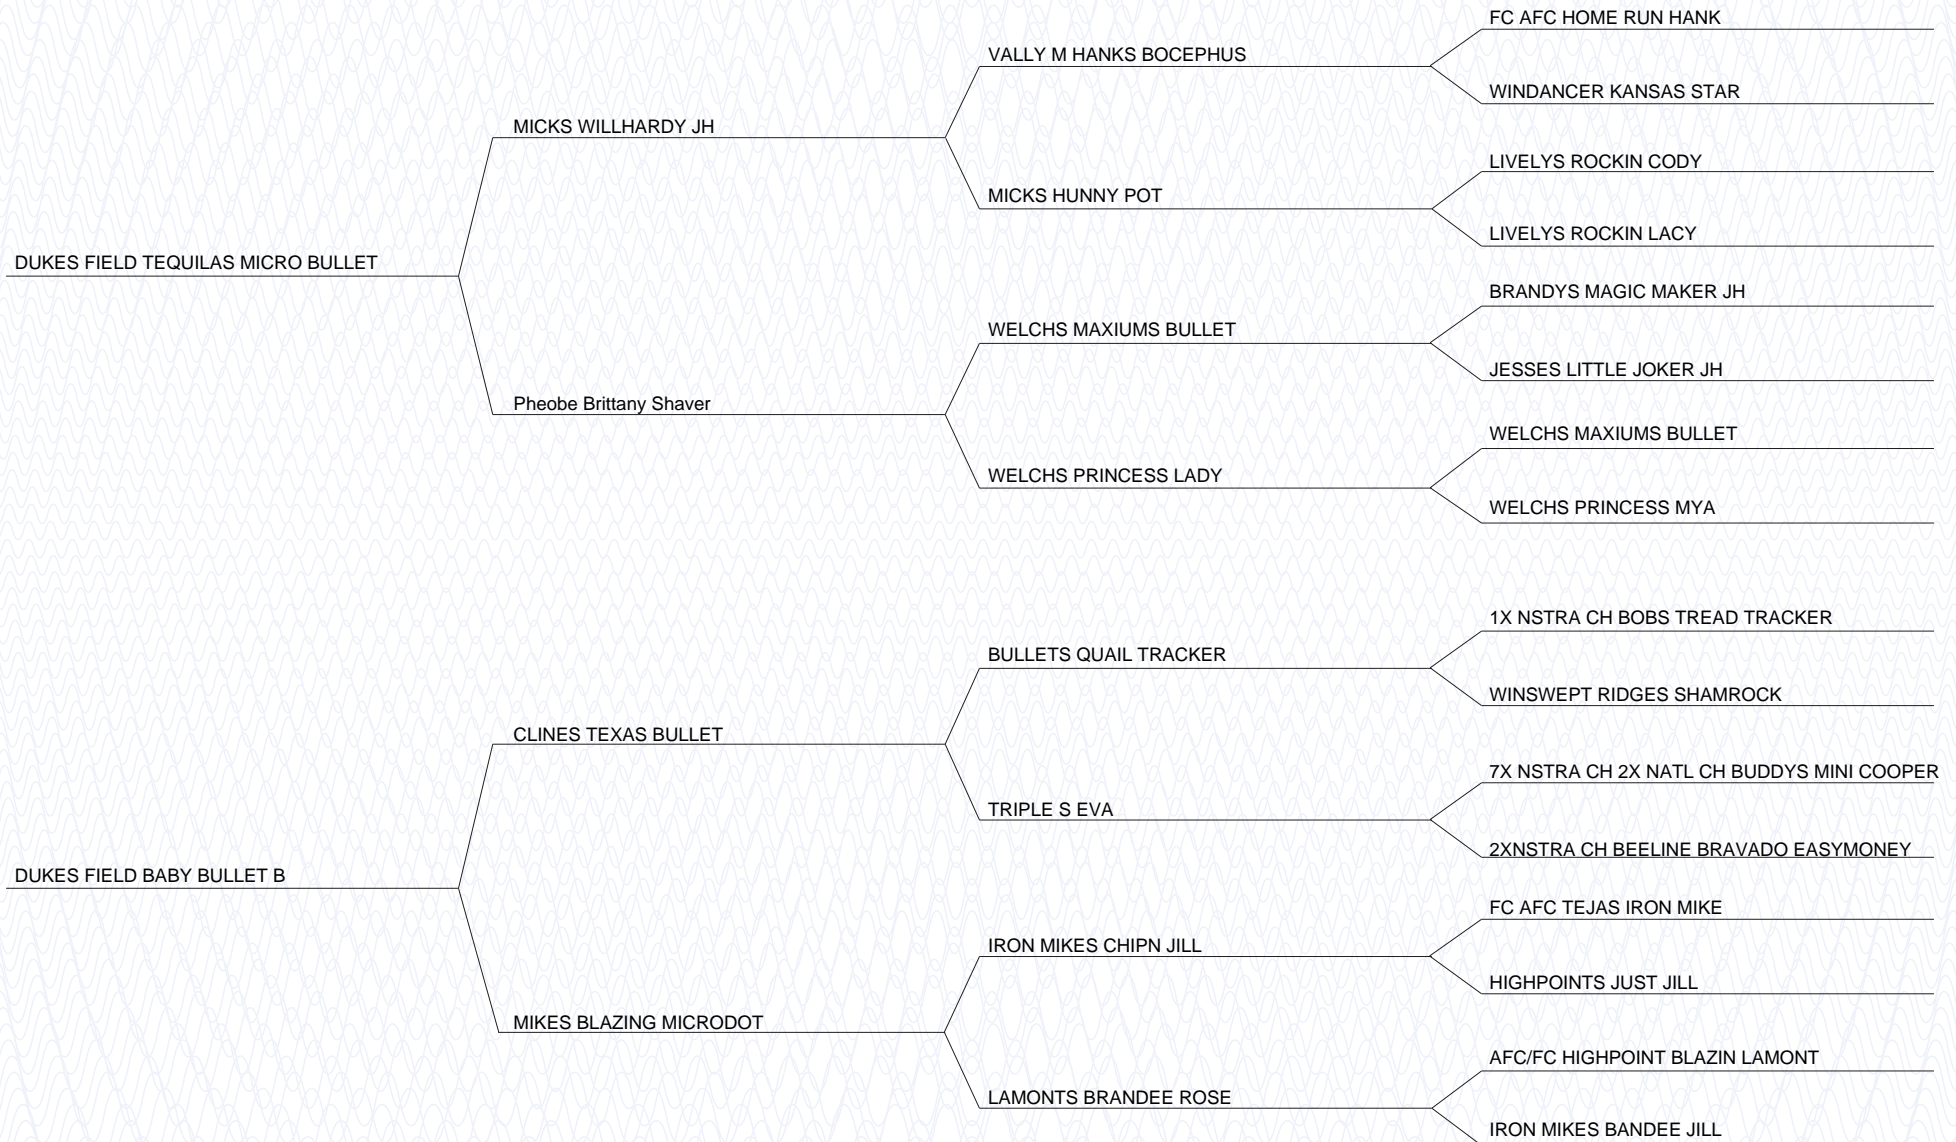 FC AFC HOME RUN HANK
VALLY M HANKS BOCEPHUS
WINDANCER KANSAS STAR
MICKS WILLHARDY JH
LIVELYS ROCKIN CODY
MICKS HUNNY POT
LIVELYS ROCKIN LACY
DUKES FIELD TEQUILAS MICRO BULLET
BRANDYS MAGIC MAKER JH
WELCHS MAXIUMS BULLET
JESSES LITTLE JOKER JH
Pheobe Brittany Shaver
WELCHS MAXIUMS BULLET
WELCHS PRINCESS LADY
WELCHS PRINCESS MYA
1X NSTRA CH BOBS TREAD TRACKER
BULLETS QUAIL TRACKER
WINSWEPT RIDGES SHAMROCK
CLINES TEXAS BULLET
7X NSTRA CH 2X NATL CH BUDDYS MINI COOPER
TRIPLE S EVA
2XNSTRA CH BEELINE BRAVADO EASYMONEY
DUKES FIELD BABY BULLET B
FC AFC TEJAS IRON MIKE
IRON MIKES CHIPN JILL
HIGHPOINTS JUST JILL
MIKES BLAZING MICRODOT
AFC/FC HIGHPOINT BLAZIN LAMONT
LAMONTS BRANDEE ROSE
IRON MIKES BANDEE JILL